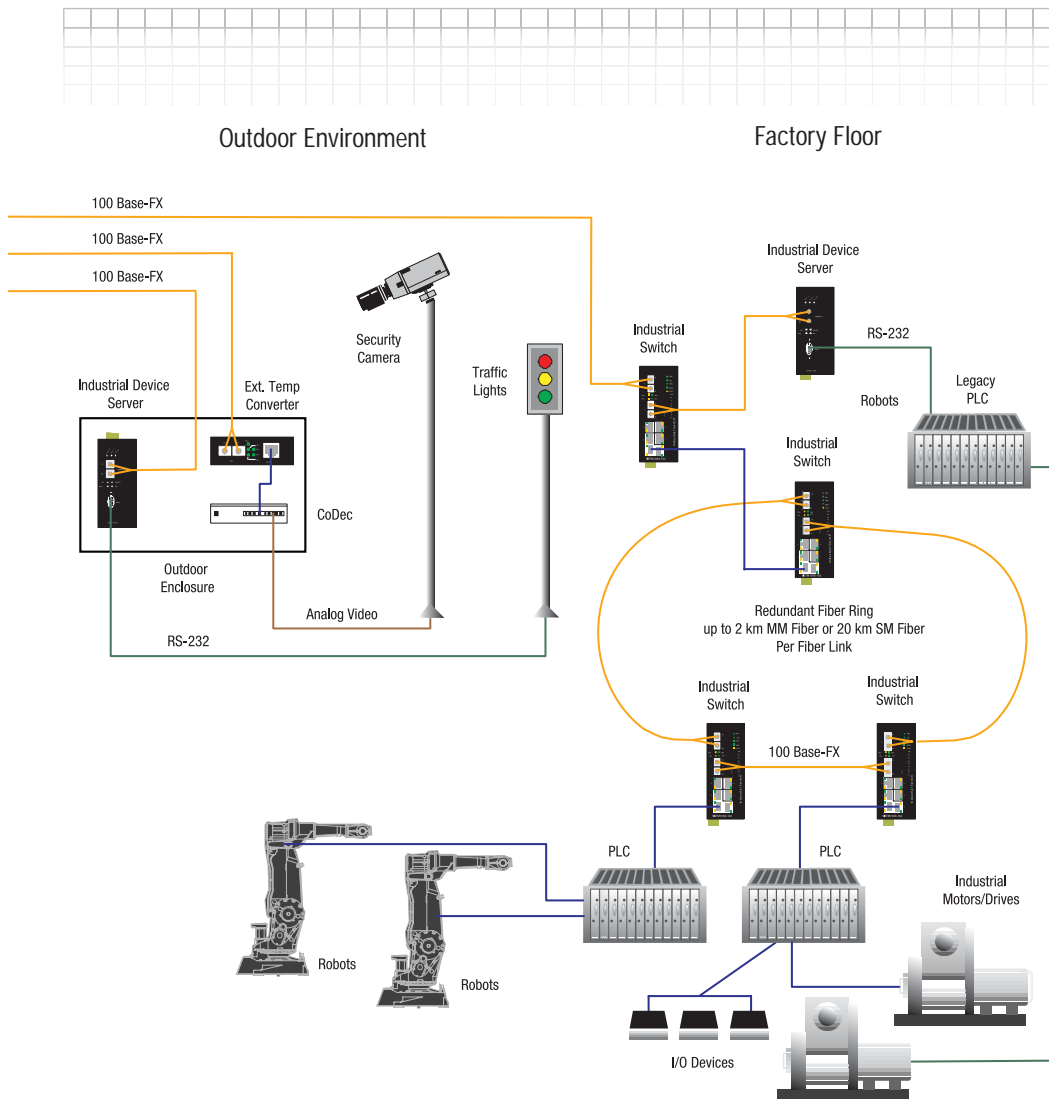 Outdoor Environment
Factory Floor
100 Base-FX
100 Base-FX
100 Base-FX
Industrial Device
Server
Security
Camera
Industrial
Switch
RS-232
Traffic
Lights
Industrial Device
Server
Ext. Temp
Converter
Robots
Legacy
PLC
Industrial
Switch
CoDec
Outdoor
Enclosure
Analog Video
RS-232
Redundant Fiber Ring
up to 2 km MM Fiber or 20 km SM Fiber
Per Fiber Link
Industrial
Switch
Industrial
Switch
100 Base-FX
PLC
PLC
Industrial
Motors/Drives
Robots
Robots
I/O Devices